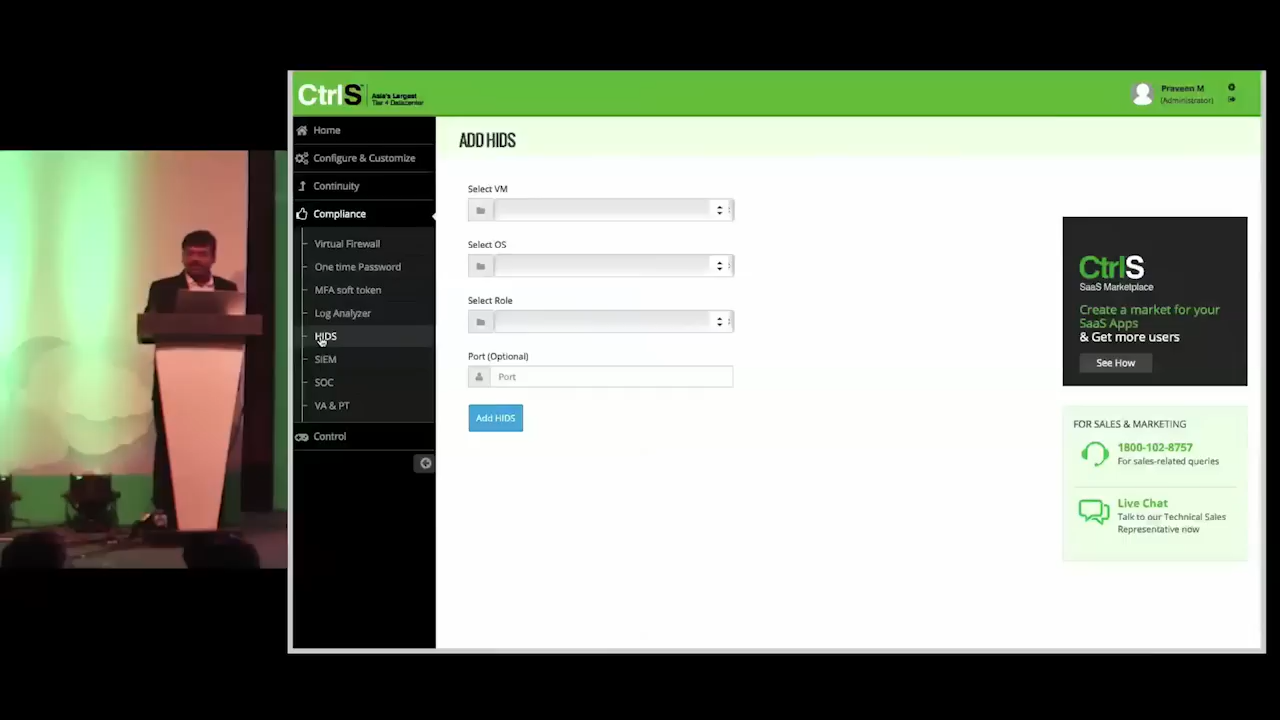 CtrlS
Asia's Largest
Tier 4 Datacenter
Praveen M
(Administrator)
Home
Configure & Customize
Continuity
Compliance
Virtual Firewall
One time Password
MFA soft token
Log Analyzer
HIDS
SIEM
SOC
VA & PT
Control
ADD HIDS
Select VM
Select OS
Select Role
Port (Optional)
Port
Add HIDS
CtrlS
SaaS Marketplace
Create a market for your
SaaS Apps
& Get more users
See How
FOR SALES & MARKETING
1800-102-8757
For sales-related queries
Live Chat
Talk to our Technical Sales
Representative now